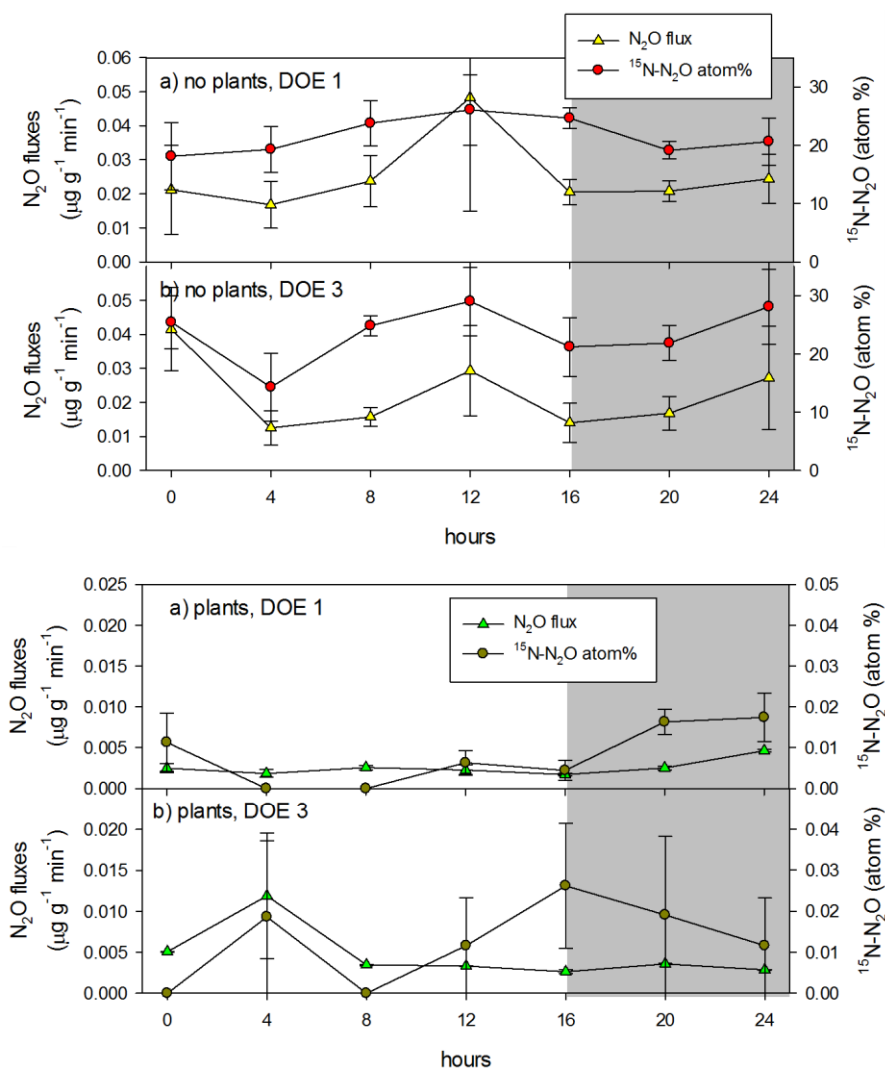 N₂O flux
¹⁵N-N₂O atom%
a) no plants, DOE 1
N₂O fluxes
(µg g⁻¹ min⁻¹)
0.06
0.05
0.04
0.03
0.02
0.01
0.00
30
20
10
0
¹⁵N-N₂O (atom %)
b) no plants, DOE 3
N₂O fluxes
(µg g⁻¹ min⁻¹)
0.05
0.04
0.03
0.02
0.01
0.00
30
20
10
0
¹⁵N-N₂O (atom %)
0 4 8 12 16 20 24
hours
a) plants, DOE 1
N₂O flux
¹⁵N-N₂O atom%
N₂O fluxes
(µg g⁻¹ min⁻¹)
0.025
0.020
0.015
0.010
0.005
0.000
0.05
0.04
0.03
0.02
0.01
0.00
¹⁵N-N₂O (atom %)
b) plants, DOE 3
N₂O fluxes
(µg g⁻¹ min⁻¹)
0.020
0.015
0.010
0.005
0.000
0.04
0.03
0.02
0.01
0.00
¹⁵N-N₂O (atom %)
0 4 8 12 16 20 24
hours